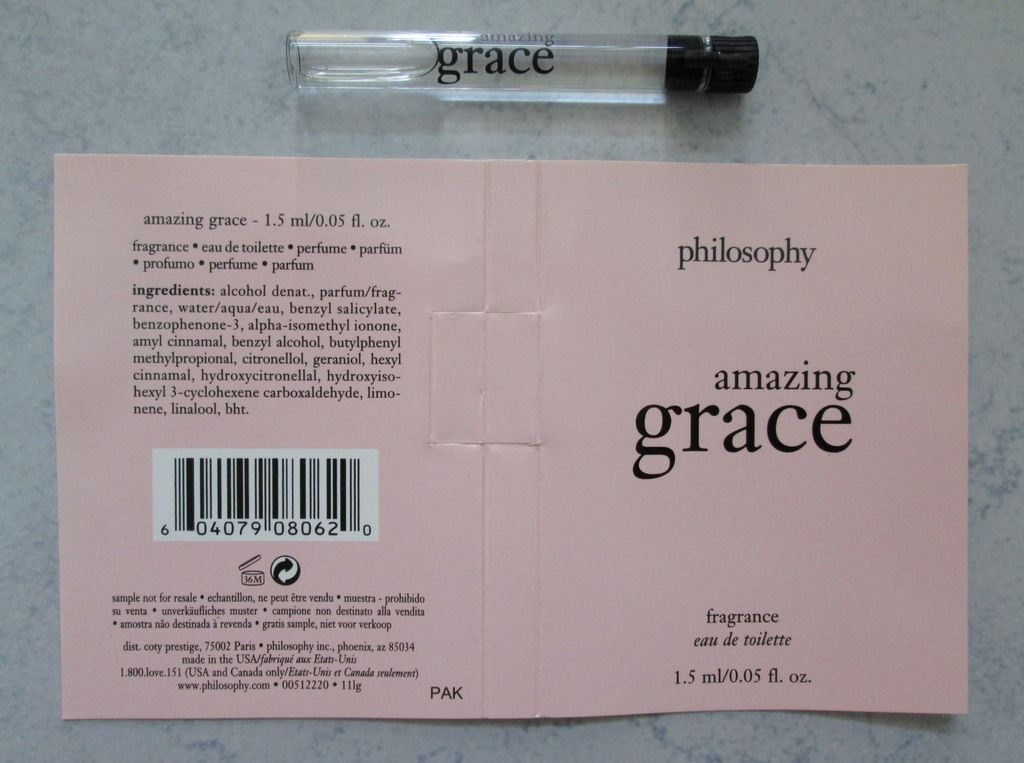 amazing
grace
amazing grace - 1.5 ml/0.05 fl. oz.
fragrance • eau de toilette • perfume • parfüm
• profumo • perfume • parfum
ingredients: alcohol denat., parfum/frag-
rance, water/aqua/eau, benzyl salicylate,
benzophenone-3, alpha-isomethyl ionone,
amyl cinnamal, benzyl alcohol, butylphenyl
methylpropional, citronellol, geraniol, hexyl
cinnamal, hydroxycitronellal, hydroxyiso-
hexyl 3-cyclohexene carboxaldehyde, limo-
nene, linalool, bht.
6 04079 08062 0
36M
sample not for resale • echantillon, ne peut être vendu • muestra - prohibido
su venta • unverkäufliches muster • campione non destinato alla vendita
• amostra não destinada à revenda • gratis sample, niet voor verkoop
dist. coty prestige, 75002 Paris • philosophy inc., phoenix, az 85034
made in the USA/fabriqué aux Etats-Unis
1.800.love.151 (USA and Canada only/Etats-Unis et Canada seulement)
www.philosophy.com • 00512220 • 11lg
PAK
philosophy
amazing
grace
fragrance
eau de toilette
1.5 ml/0.05 fl. oz.